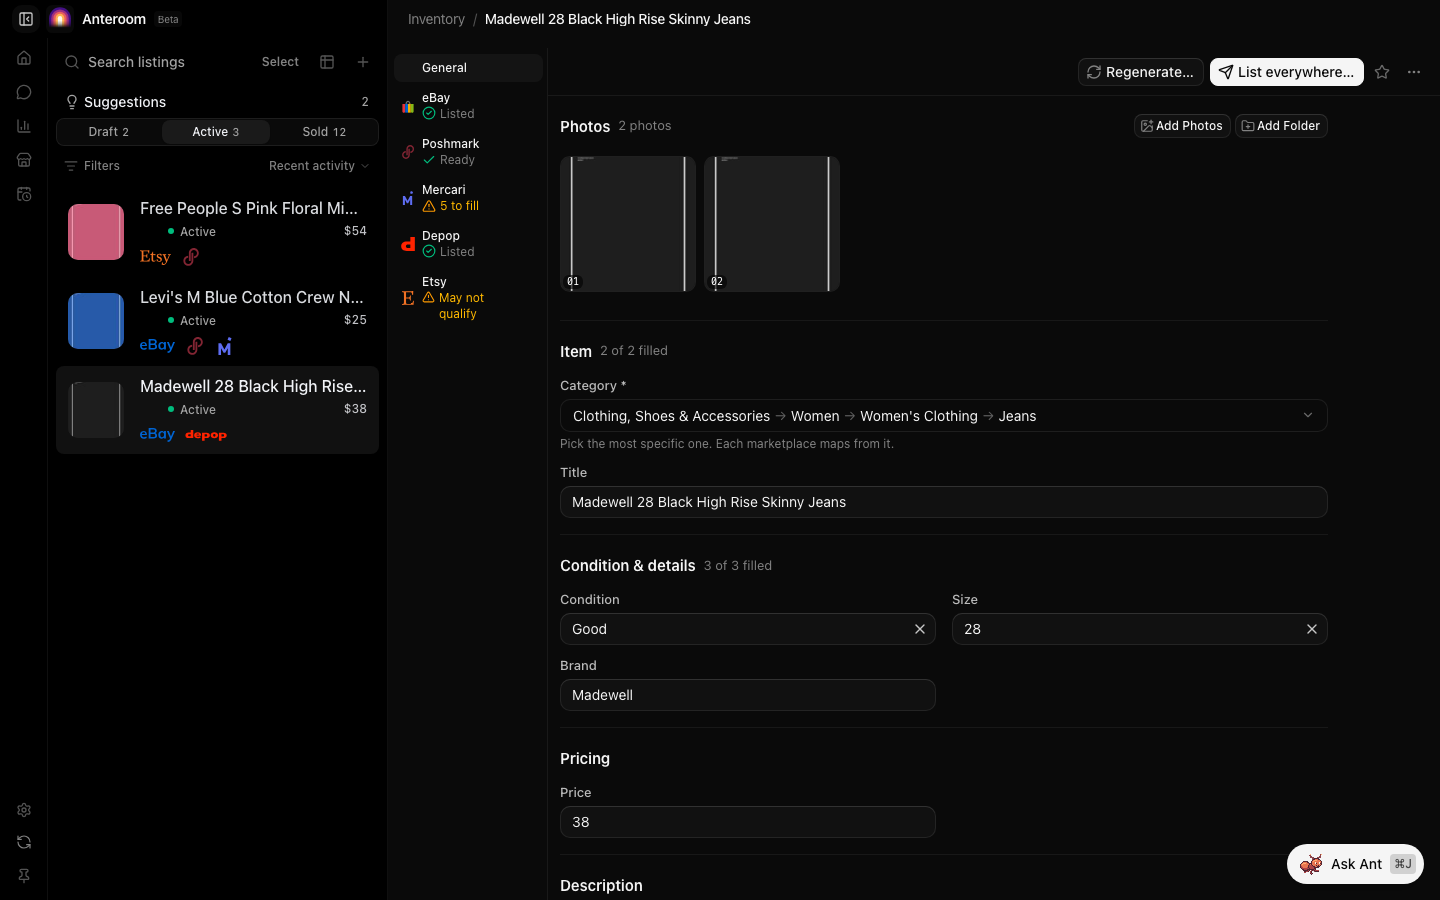 Anteroom Beta
Inventory / Madewell 28 Black High Rise Skinny Jeans
Search listings Select
Suggestions 2
Draft 2 Active 3 Sold 12
Filters Recent activity
Free People S Pink Floral Mi...
Active $54
Etsy
Levi's M Blue Cotton Crew N...
Active $25
eBay
Madewell 28 Black High Rise...
Active $38
eBay depop
General
eBay
Listed
Poshmark
Ready
Mercari
5 to fill
Depop
Listed
Etsy
May not
qualify
Regenerate... List everywhere...
Photos 2 photos Add Photos Add Folder
01 02
Item 2 of 2 filled
Category *
Clothing, Shoes & Accessories → Women → Women's Clothing → Jeans
Pick the most specific one. Each marketplace maps from it.
Title
Madewell 28 Black High Rise Skinny Jeans
Condition & details 3 of 3 filled
Condition Size
Good 28
Brand
Madewell
Pricing
Price
38
Description
Ask Ant ⌘J